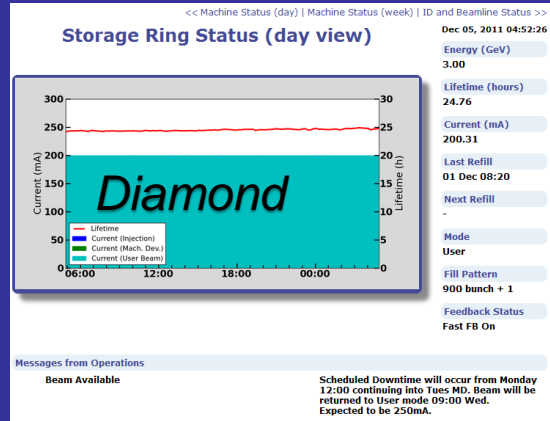 << Machine Status (day) | Machine Status (week) | ID and Beamline Status >>
Storage Ring Status (day view)
Dec 05, 2011 04:52:26
Energy (GeV)
3.00
Lifetime (hours)
24.76
Current (mA)
200.31
Last Refill
01 Dec 08:20
Next Refill
-
Mode
User
Fill Pattern
900 bunch + 1
Feedback Status
Fast FB On
300
250
200
150
100
50
0
Current (mA)
30
25
20
15
10
5
0
Lifetime (h)
Diamond
Lifetime
Current (Injection)
Current (Mach. Dev.)
Current (User Beam)
06:00 12:00 18:00 00:00
Messages from Operations
Beam Available
Scheduled Downtime will occur from Monday
12:00 continuing into Tues MD. Beam will be
returned to User mode 09:00 Wed.
Expected to be 250mA.